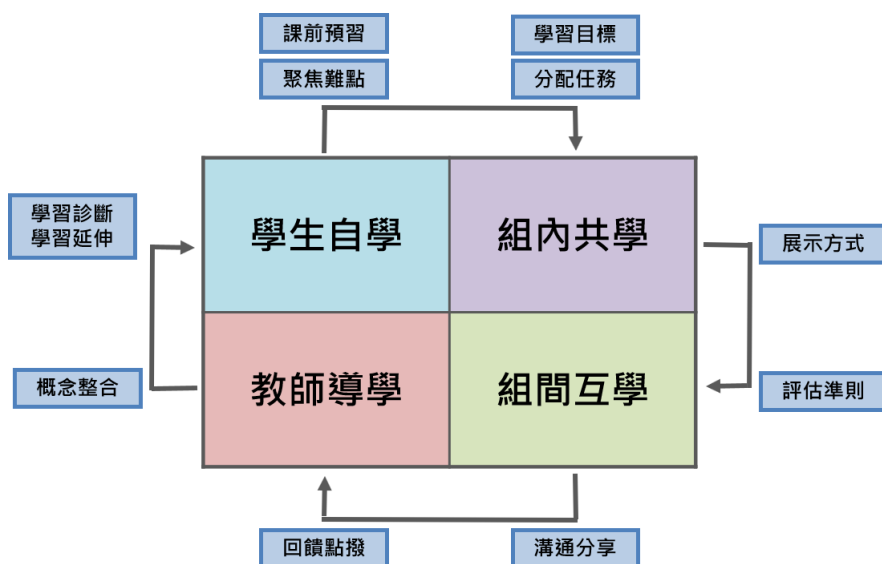 課前預習
學習目標
聚焦難點
分配任務
學習診斷
學習延伸
學生自學
組內共學
展示方式
概念整合
教師導學
組間互學
評估準則
回饋點撥
溝通分享